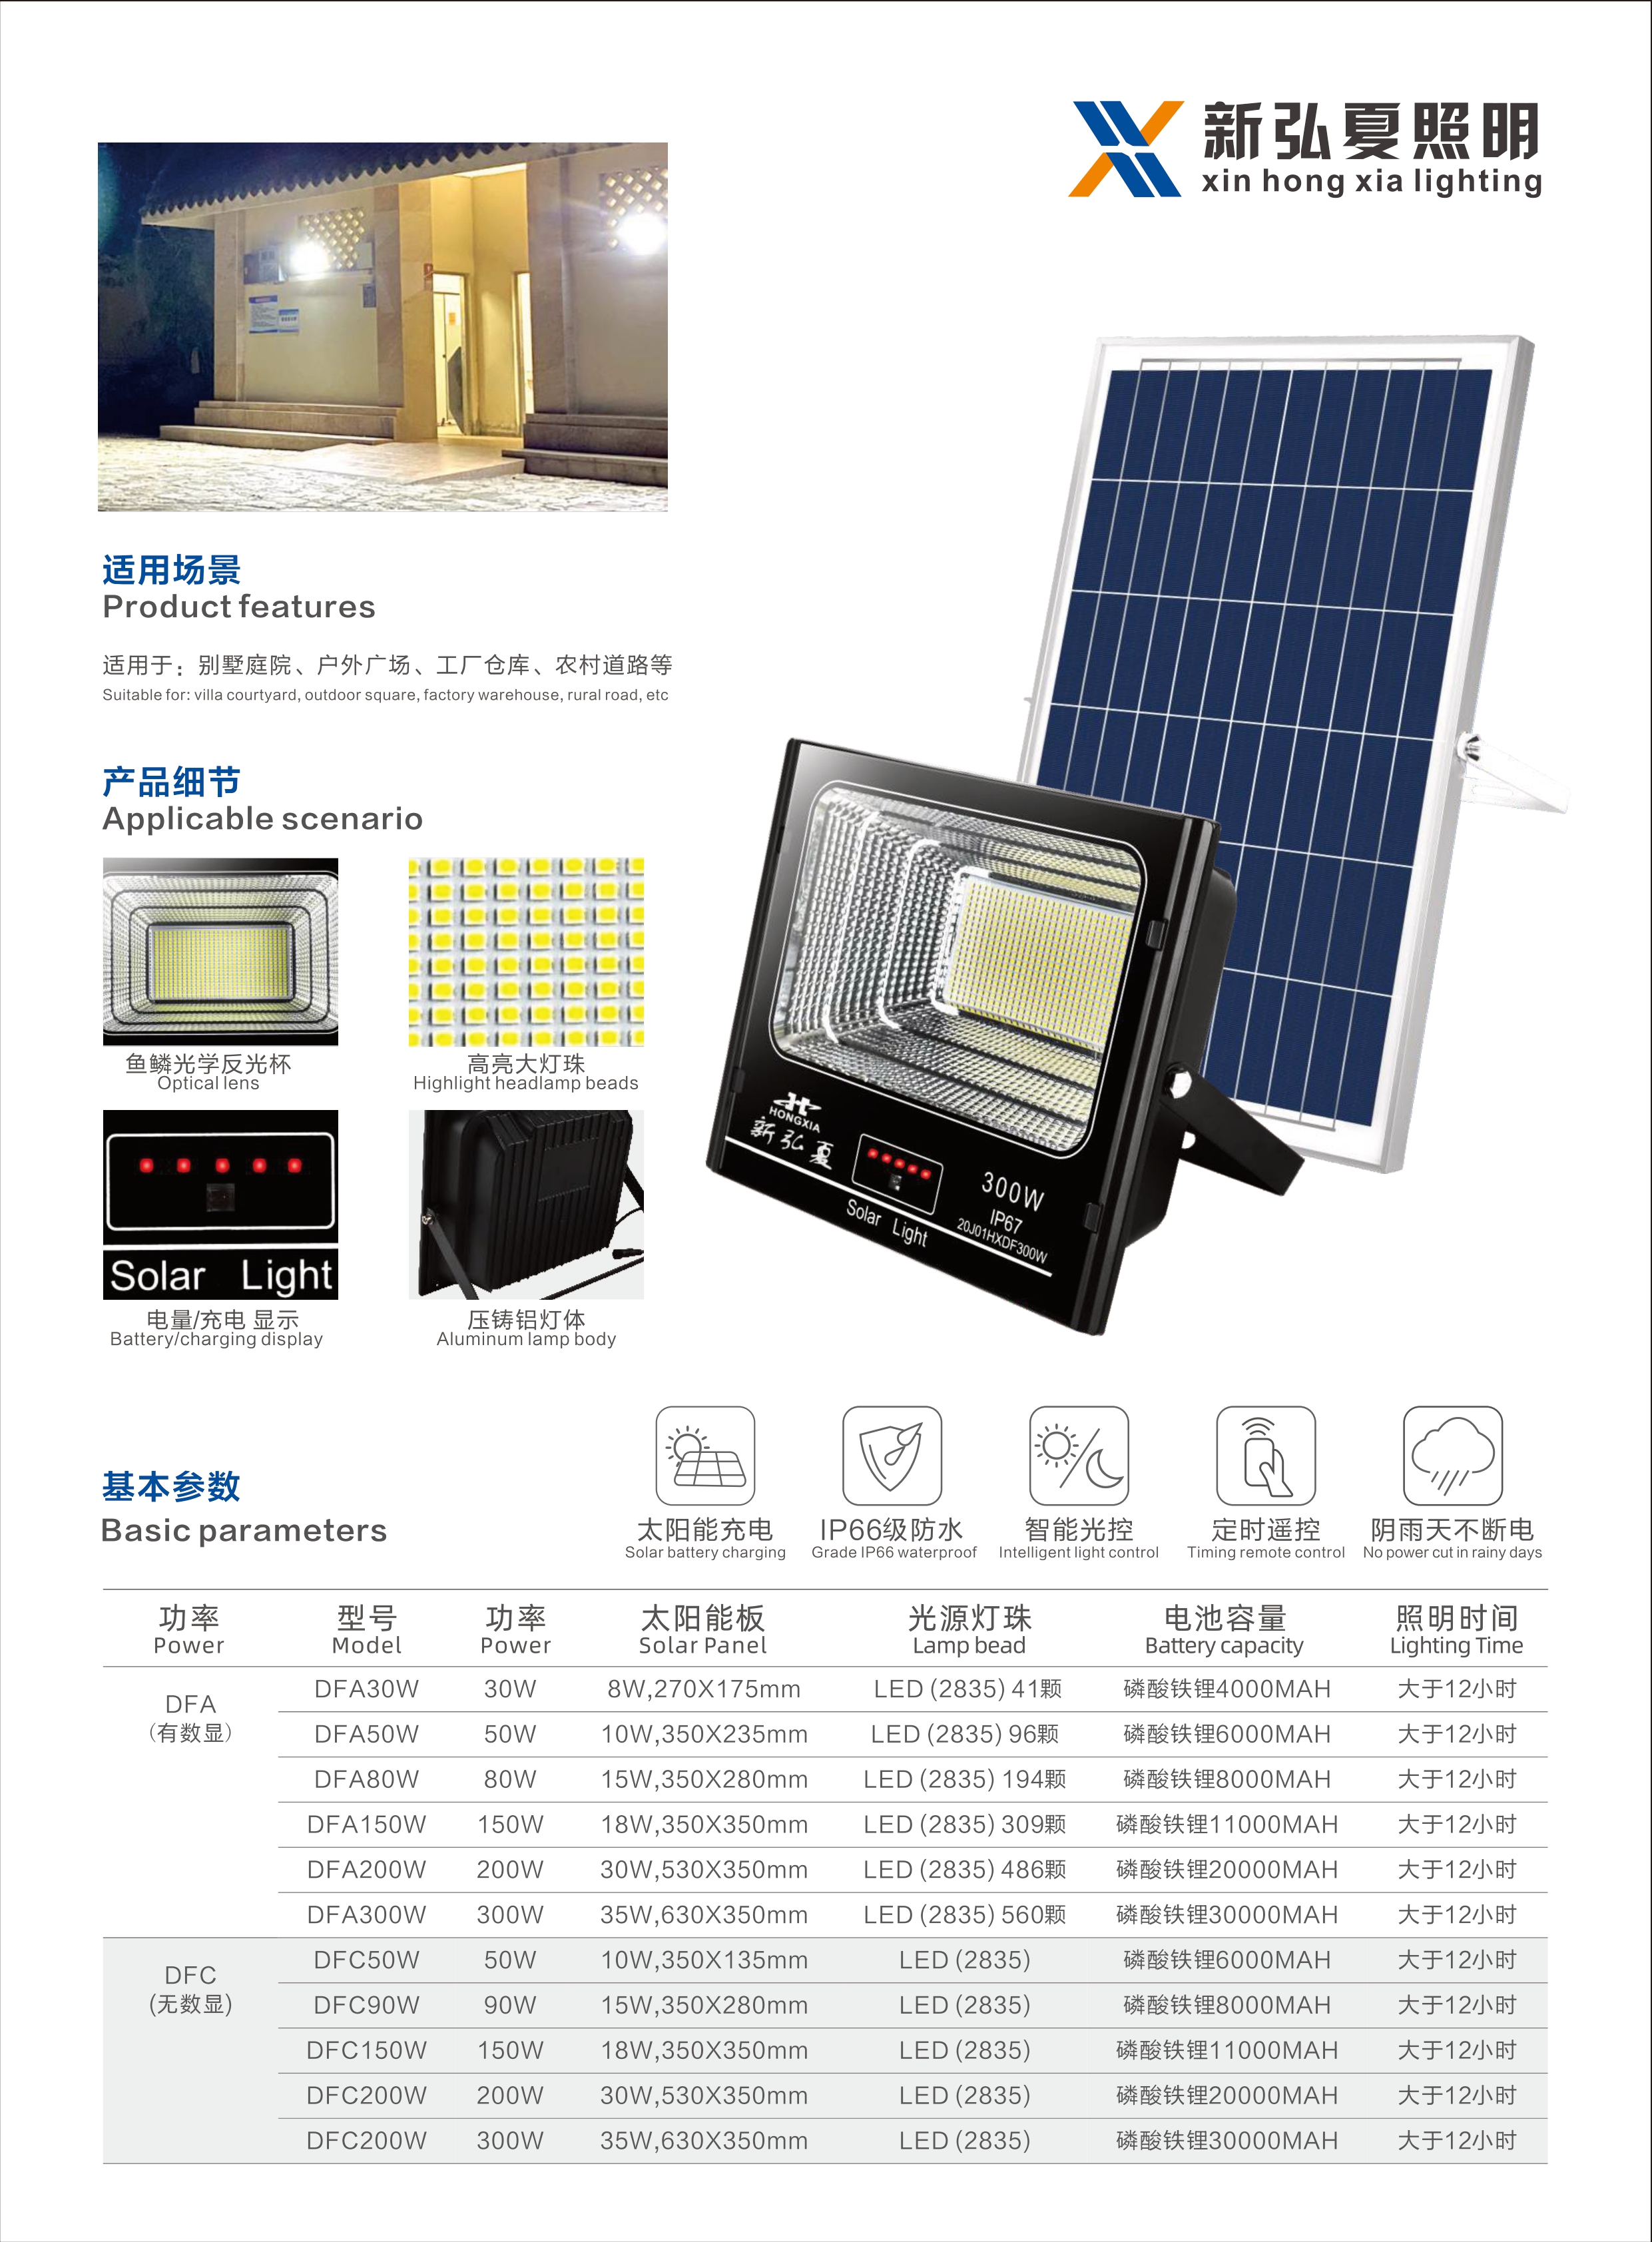 新弘夏照明
xin hong xia lighting
适用场景
Product features
适用于：别墅庭院、户外广场、工厂仓库、农村道路等
Suitable for: villa courtyard, outdoor square, factory warehouse, rural road, etc
产品细节
Applicable scenario
鱼鳞光学反光杯
Optical lens
高亮大灯珠
Highlight headlamp beads
Solar Light
电量/充电 显示
Battery/charging display
压铸铝灯体
Aluminum lamp body
HONGXIA
新弘夏
Solar Light
300W
IP67
20J01HXDF300W
太阳能充电
Solar battery charging
IP66级防水
Grade IP66 waterproof
智能光控
Intelligent light control
定时遥控
Timing remote control
阴雨天不断电
No power cut in rainy days
基本参数
Basic parameters
功率 型号 功率 太阳能板 光源灯珠 电池容量 照明时间
Power Model Power Solar Panel Lamp bead Battery capacity Lighting Time
DFA
(有数显)
DFA30W 30W 8W,270X175mm LED (2835) 41颗 磷酸铁锂4000MAH 大于12小时
DFA50W 50W 10W,350X235mm LED (2835) 96颗 磷酸铁锂6000MAH 大于12小时
DFA80W 80W 15W,350X280mm LED (2835) 194颗 磷酸铁锂8000MAH 大于12小时
DFA150W 150W 18W,350X350mm LED (2835) 309颗 磷酸铁锂11000MAH 大于12小时
DFA200W 200W 30W,530X350mm LED (2835) 486颗 磷酸铁锂20000MAH 大于12小时
DFA300W 300W 35W,630X350mm LED (2835) 560颗 磷酸铁锂30000MAH 大于12小时
DFC
(无数显)
DFC50W 50W 10W,350X135mm LED (2835) 磷酸铁锂6000MAH 大于12小时
DFC90W 90W 15W,350X280mm LED (2835) 磷酸铁锂8000MAH 大于12小时
DFC150W 150W 18W,350X350mm LED (2835) 磷酸铁锂11000MAH 大于12小时
DFC200W 200W 30W,530X350mm LED (2835) 磷酸铁锂20000MAH 大于12小时
DFC200W 300W 35W,630X350mm LED (2835) 磷酸铁锂30000MAH 大于12小时